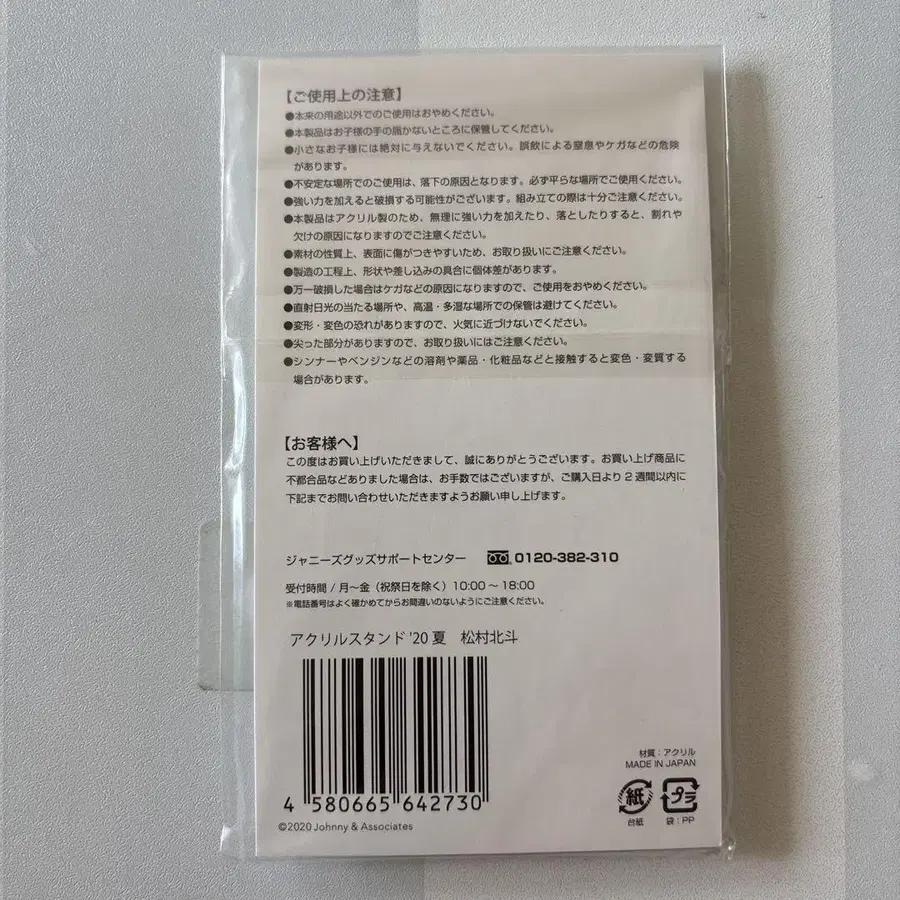 【ご使用上の注意】
●本来の用途以外でのご使用はおやめください。
●本製品はお子様の手の届かないところに保管してください。
●小さなお子様には絶対に与えないでください。誤飲による窒息やケガなどの危険
があります。
●不安定な場所でのご使用は、落下の原因となります。必ず平らな場所でご使用ください。
●強い力を加えると破損する可能性がございます。組み立ての際は十分ご注意ください。
●本製品はアクリル製のため、無理に強い力を加えたり、落としたりすると、割れや
欠けの原因になりますのでご注意ください。
●素材の性質上、表面に傷がつきやすいため、お取り扱いにご注意ください。
●製造の工程上、形状や差し込みの具合に個体差があります。
●万一破損した場合はケガなどの原因になりますので、ご使用をおやめください。
●直射日光の当たる場所や、高温・多湿な場所での保管は避けてください。
●変形・変色の恐れがありますので、火気に近づけないでください。
●尖った部分がありますので、お取り扱いにはご注意ください。
●シンナーやベンジンなどの溶剤や薬品・化粧品などと接触すると変色・変質する
場合があります。
【お客様へ】
この度はお買い上げいただきまして、誠にありがとうございます。お買い上げ商品に
不都合品などありました場合は、お手数ではございますが、ご購入日より2週間以内に
下記までお問い合わせいただきますようお願い申し上げます。
ジャニーズグッズサポートセンター 0120-382-310
受付時間 / 月～金（祝祭日を除く）10:00～18:00
※電話番号はよく確かめてからお間違いのないようにご注意ください。
アクリルスタンド '20 夏 松村北斗
4 580665 642730
©2020 Johnny & Associates
材質：アクリル
MADE IN JAPAN
紙 プラ
台紙 袋：PP